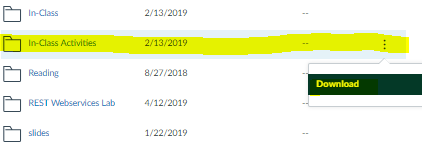 In-Class 2/13/2019 --
In-Class Activities 2/13/2019 --
Reading 8/27/2018 --
Download
REST Webservices Lab 4/12/2019 --
slides 1/22/2019 --